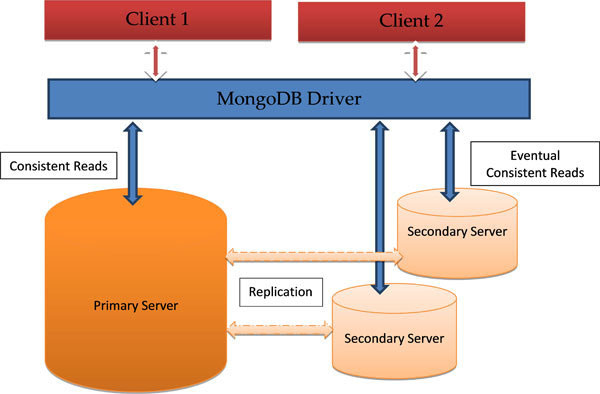 Client 1
Client 2
MongoDB Driver
Consistent Reads
Eventual
Consistent Reads
Secondary Server
Replication
Primary Server
Secondary Server